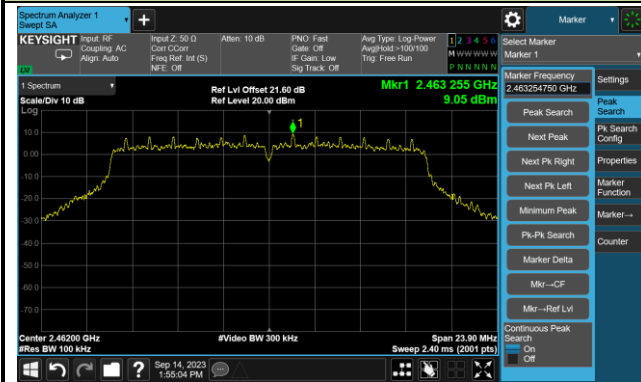 Spectrum Analyzer 1
Swept SA
Marker
KEYSIGHT
Input: RF
Coupling: AC
Align: Auto
Input Z: 50 Ω
Corr CCorr
Freq Ref: Int (S)
NFE: Off
Atten: 10 dB
PNO: Fast
Gate: Off
IF Gain: Low
Sig Track: Off
Avg Type: Log-Power
Avg|Hold:>100/100
Trig: Free Run
1 2 3 4 5 6
M W W W W W
P N N N N N
Select Marker
Marker 1
1 Spectrum
Scale/Div 10 dB
Log
Ref Lvl Offset 21.60 dB
Ref Level 20.00 dBm
Mkr1 2.463 255 GHz
9.05 dBm
1
10.0
0.00
-10.0
-20.0
-30.0
-40.0
-50.0
-60.0
-70.0
Center 2.46200 GHz
#Res BW 100 kHz
#Video BW 300 kHz
Span 23.90 MHz
Sweep 2.40 ms (2001 pts)
Marker Frequency
2.463254750 GHz
Peak Search
Next Peak
Next Pk Right
Next Pk Left
Minimum Peak
Pk-Pk Search
Marker Delta
Mkr→CF
Mkr→Ref Lvl
Continuous Peak
Search
On
Off
Settings
Peak
Search
Pk Search
Config
Properties
Marker
Function
Marker→
Counter
Sep 14, 2023
1:55:04 PM